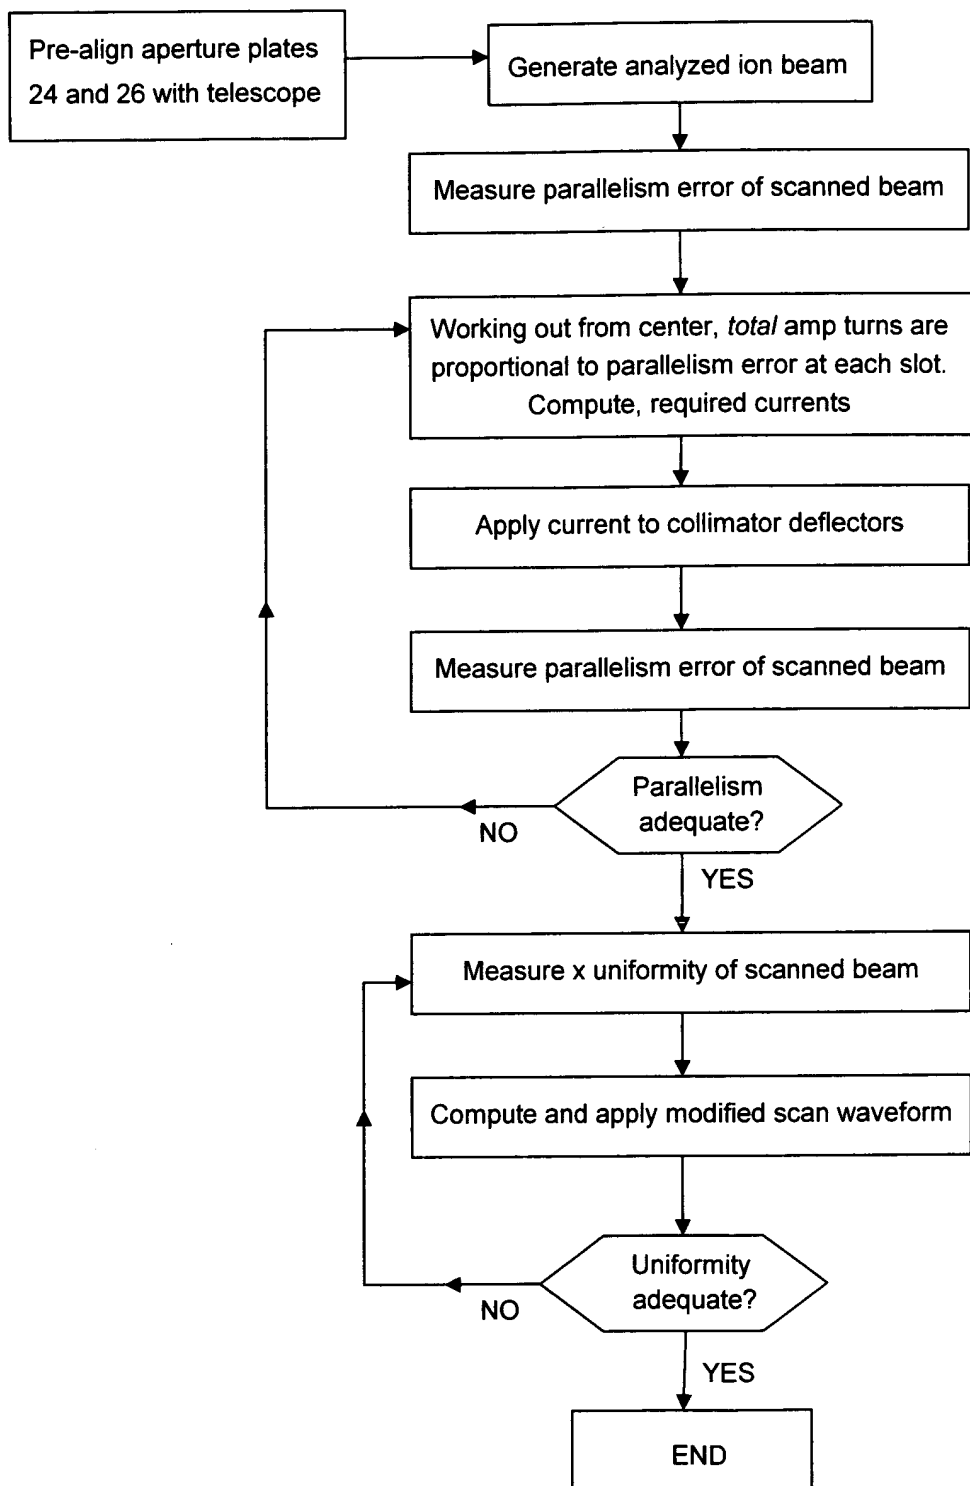 Pre-align aperture plates
24 and 26 with telescope
Generate analyzed ion beam
Measure parallelism error of scanned beam
Working out from center, total amp turns are
proportional to parallelism error at each slot.
Compute, required currents
Apply current to collimator deflectors
Measure parallelism error of scanned beam
Parallelism
adequate?
NO
YES
Measure x uniformity of scanned beam
Compute and apply modified scan waveform
Uniformity
adequate?
NO
YES
END